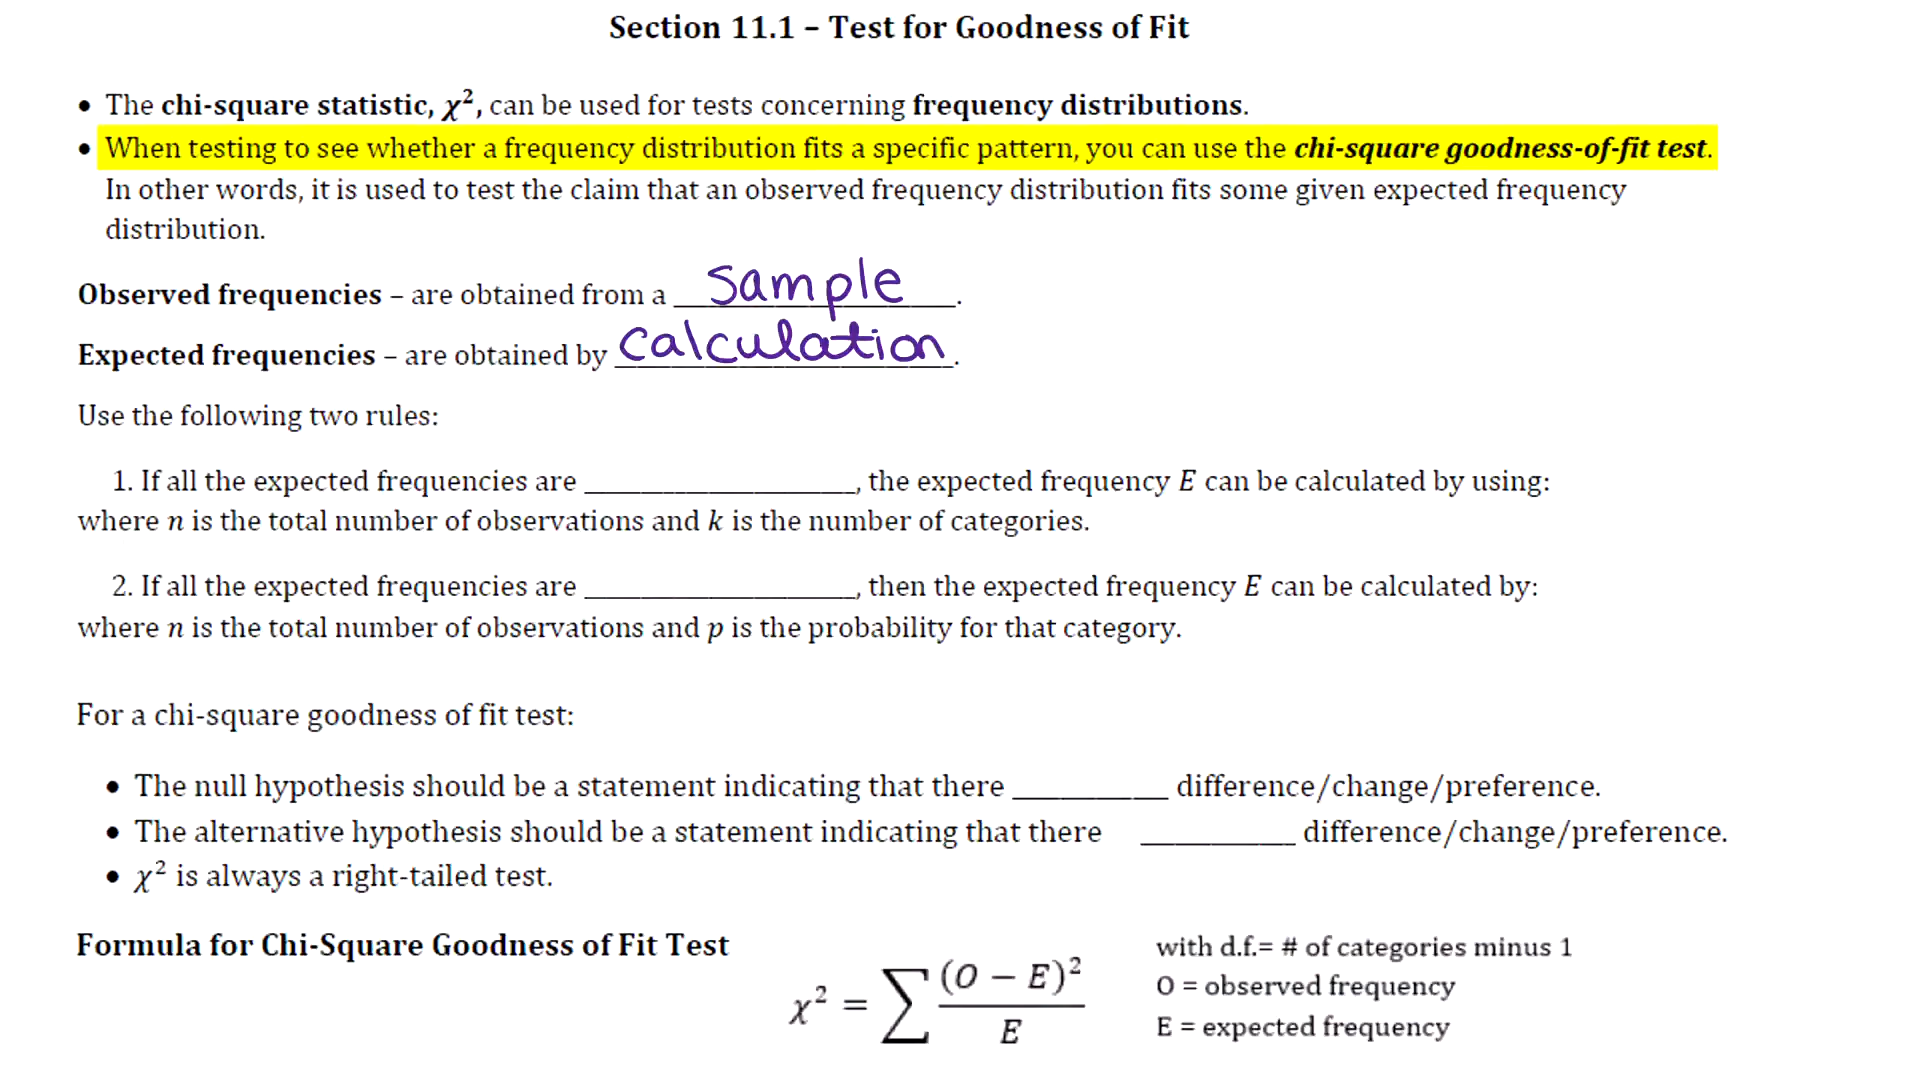 Section 11.1 – Test for Goodness of Fit
• The chi-square statistic, χ², can be used for tests concerning frequency distributions.
• When testing to see whether a frequency distribution fits a specific pattern, you can use the chi-square goodness-of-fit test.
In other words, it is used to test the claim that an observed frequency distribution fits some given expected frequency
distribution.
Observed frequencies – are obtained from a sample.
Expected frequencies – are obtained by calculation.
Use the following two rules:
1. If all the expected frequencies are __________________, the expected frequency E can be calculated by using:
where n is the total number of observations and k is the number of categories.
2. If all the expected frequencies are __________________, then the expected frequency E can be calculated by:
where n is the total number of observations and p is the probability for that category.
For a chi-square goodness of fit test:
• The null hypothesis should be a statement indicating that there __________ difference/change/preference.
• The alternative hypothesis should be a statement indicating that there __________ difference/change/preference.
• χ² is always a right-tailed test.
Formula for Chi-Square Goodness of Fit Test
χ² = ∑ (O − E)² / E
with d.f.= # of categories minus 1
O = observed frequency
E = expected frequency